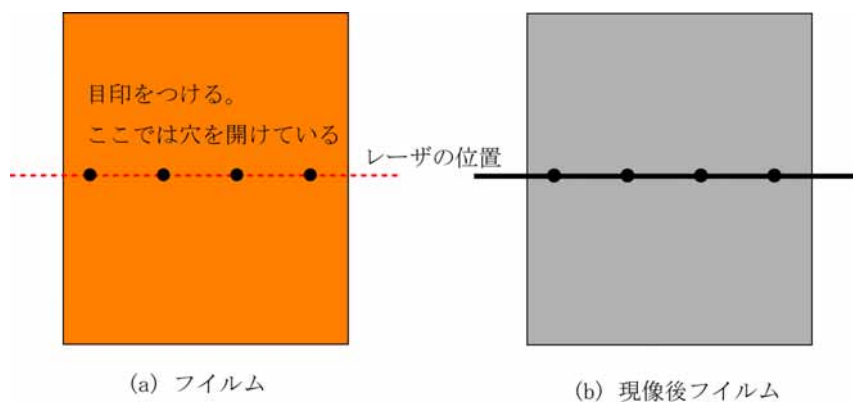 目印をつける。
ここでは穴を開けている
レーザの位置
(a) フイルム
(b) 現像後フイルム